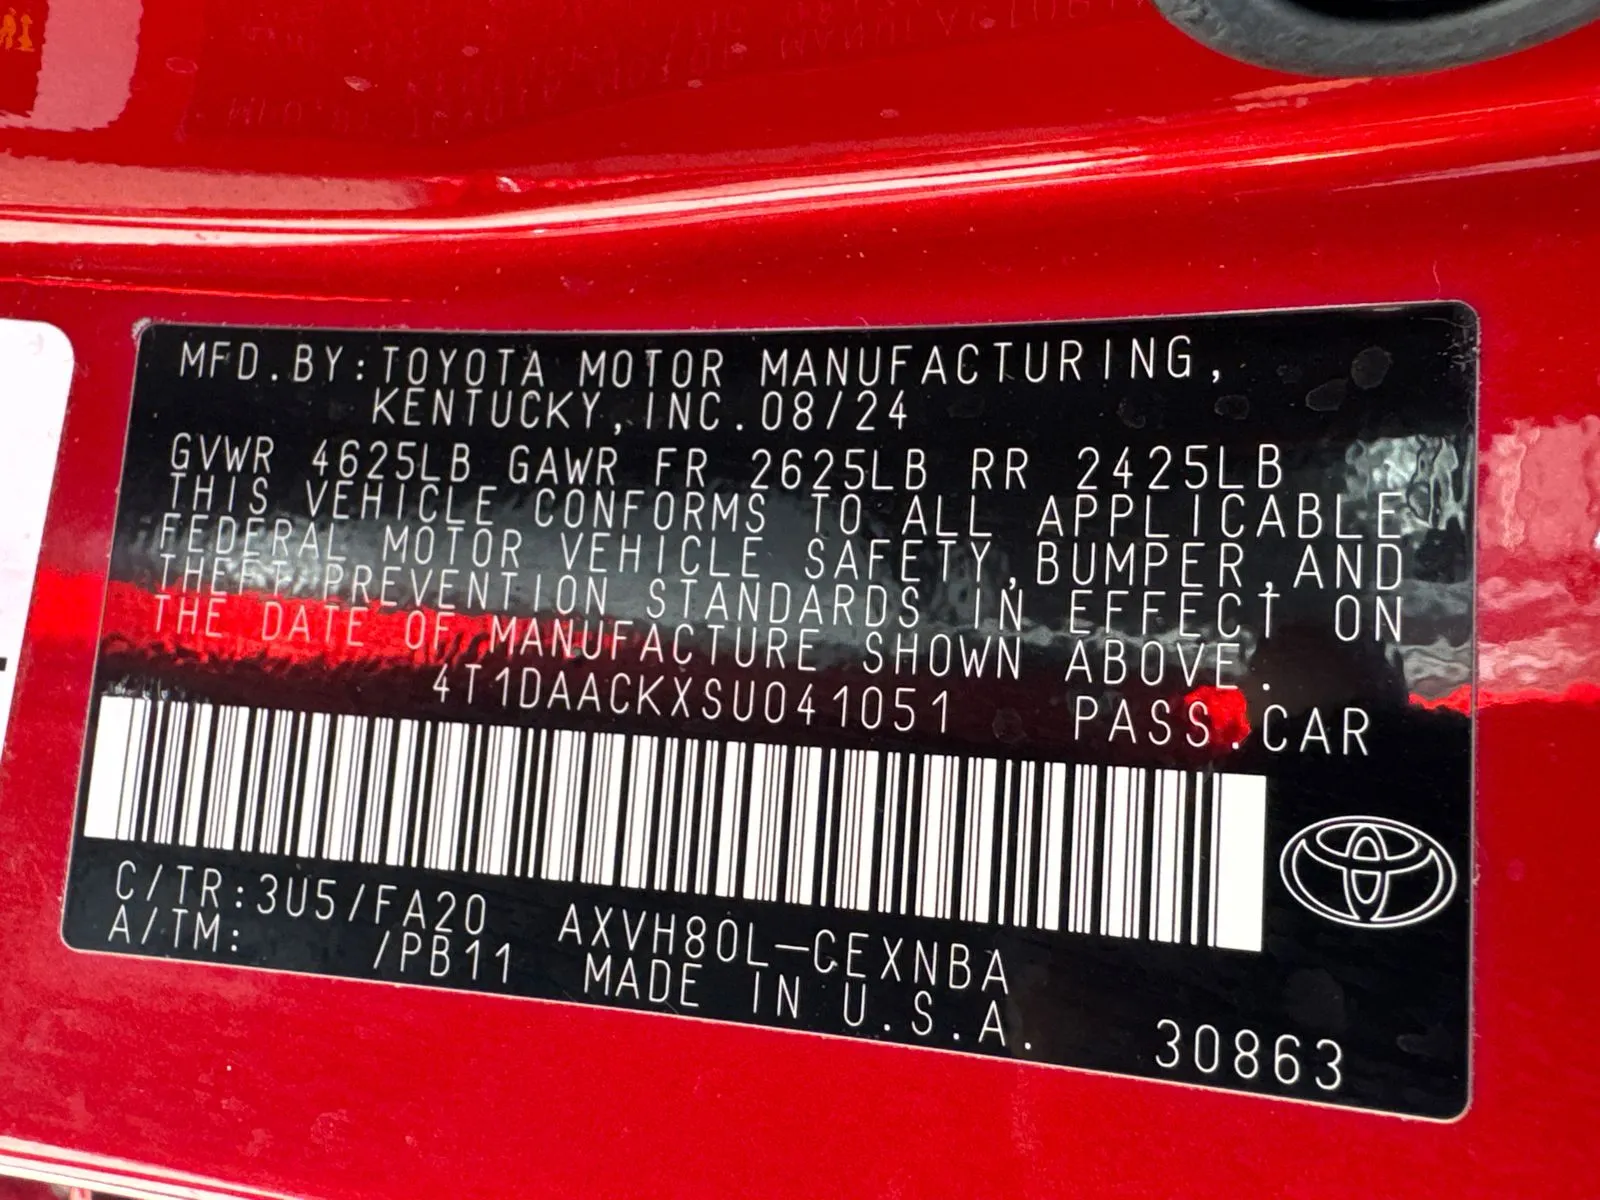 MFD.BY:TOYOTA MOTOR MANUFACTURING,
KENTUCKY,INC.08/24
GVWR 4625LB GAWR FR 2625LB RR 2425LB
THIS VEHICLE CONFORMS TO ALL APPLICABLE
FEDERAL MOTOR VEHICLE SAFETY,BUMPER,AND
THEFT PREVENTION STANDARDS IN EFFECT ON
THE DATE OF MANUFACTURE SHOWN ABOVE.
4T1DAACKXSU041051 PASS.CAR
C/TR:3U5/FA20 AXVH80L-CEXNBA
A/TM: /PB11 MADE IN U.S.A.
30863